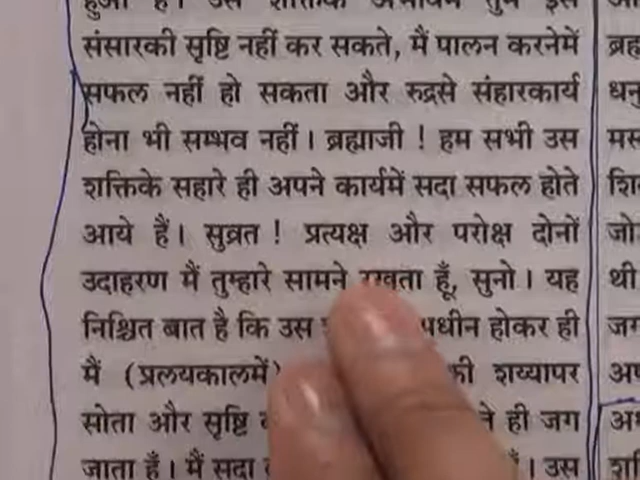 संसारकी सृष्टि नहीं कर सकते, मैं पालन करनेमें
सफल नहीं हो सकता और रुद्रसे संहारकार्य
होना भी सम्भव नहीं। ब्रह्माजी ! हम सभी उस
शक्तिके सहारे ही अपने कार्यमें सदा सफल होते
आये हैं। सुव्रत ! प्रत्यक्ष और परोक्ष दोनों
उदाहरण मैं तुम्हारे सामने रखता हूँ, सुनो। यह
निश्चित बात है कि उस होकर ही
मैं (प्रलयकालमें) शय्यापर
सोता और सृष्टि ही जग
जाता हूँ। मैं सदा । उस